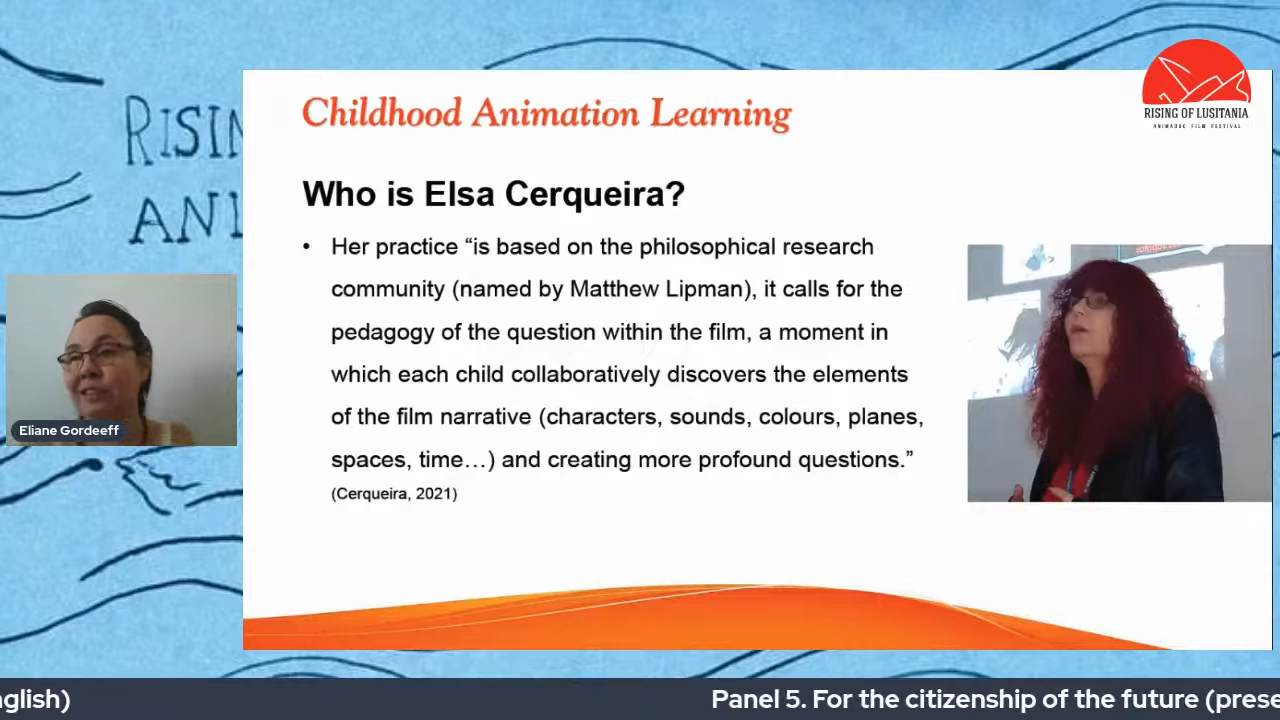 RISING OF LUSITANIA
ANIMADOC FILM FESTIVAL
Childhood Animation Learning
Who is Elsa Cerqueira?
• Her practice “is based on the philosophical research
community (named by Matthew Lipman), it calls for the
pedagogy of the question within the film, a moment in
which each child collaboratively discovers the elements
of the film narrative (characters, sounds, colours, planes,
spaces, time…) and creating more profound questions.”
(Cerqueira, 2021)
RISIN
ANI
Eliane Gordeeff
nglish)
Panel 5. For the citizenship of the future (prese